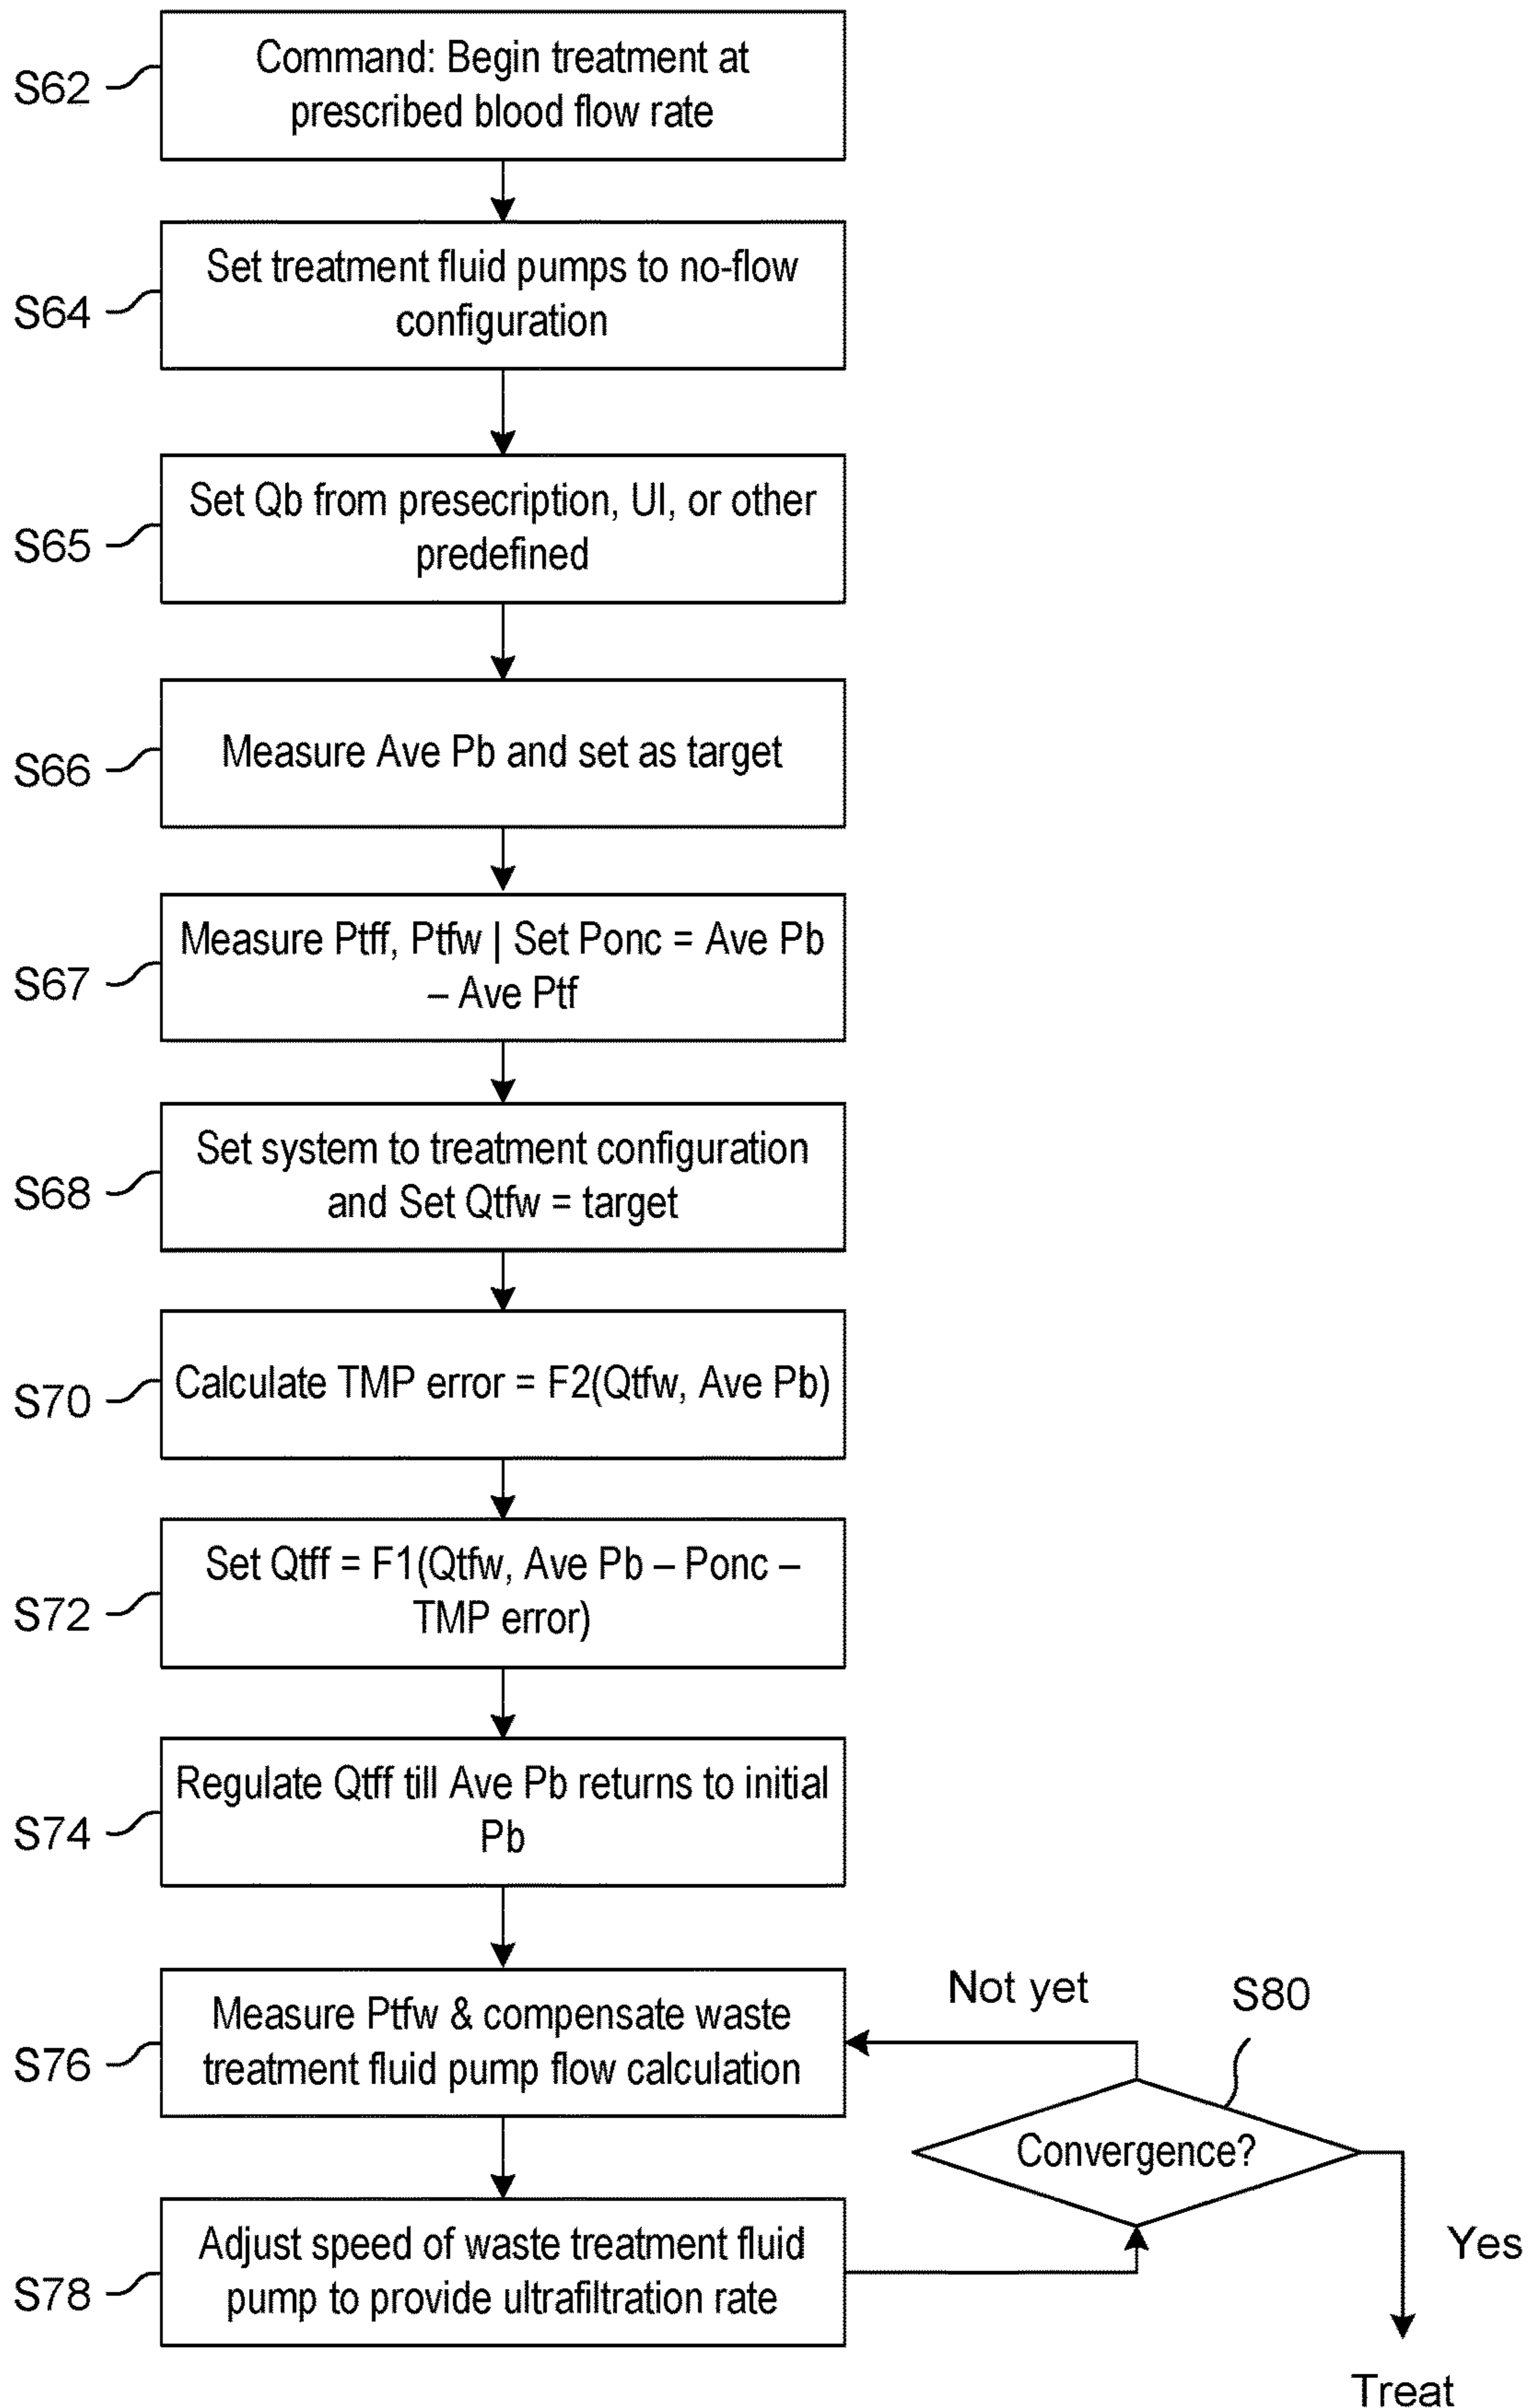 S62
Command: Begin treatment at
prescribed blood flow rate
S64
Set treatment fluid pumps to no-flow
configuration
S65
Set Qb from presecription, UI, or other
predefined
S66
Measure Ave Pb and set as target
S67
Measure Ptff, Ptfw | Set Ponc = Ave Pb
– Ave Ptf
S68
Set system to treatment configuration
and Set Qtfw = target
S70
Calculate TMP error = F2(Qtfw, Ave Pb)
S72
Set Qtff = F1(Qtfw, Ave Pb – Ponc –
TMP error)
S74
Regulate Qtff till Ave Pb returns to initial
Pb
S76
Measure Ptfw & compensate waste
treatment fluid pump flow calculation
Not yet
S80
Convergence?
S78
Adjust speed of waste treatment fluid
pump to provide ultrafiltration rate
Yes
Treat